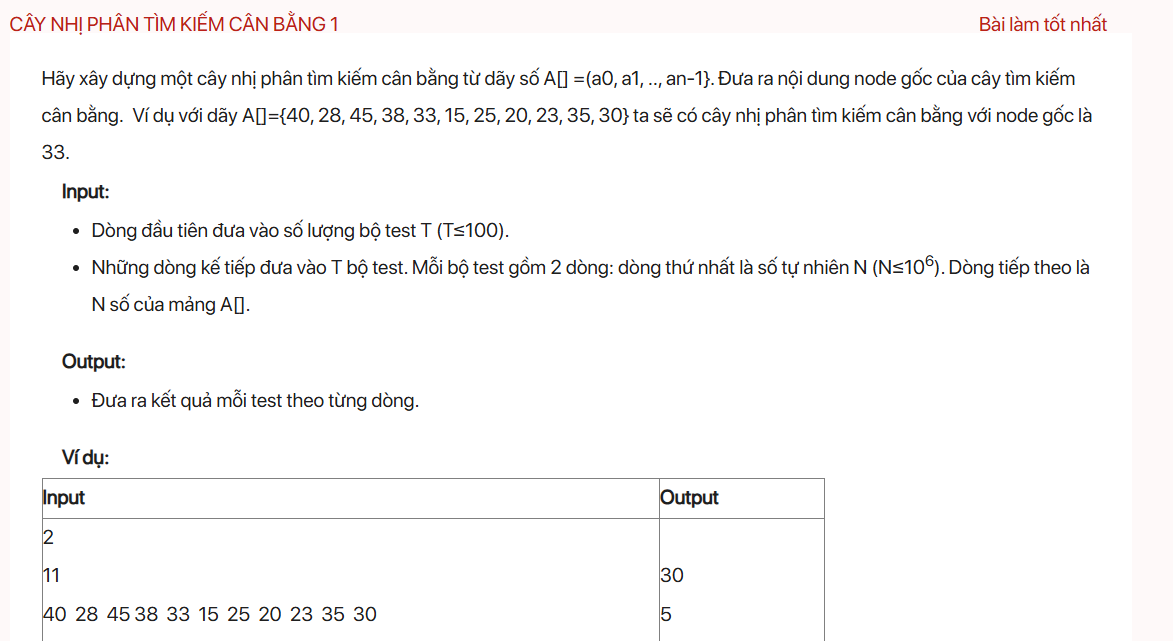 CÂY NHỊ PHÂN TÌM KIẾM CÂN BẰNG 1 Bài làm tốt nhất
Hãy xây dựng một cây nhị phân tìm kiếm cân bằng từ dãy số A[] =(a0, a1, .., an-1}. Đưa ra nội dung node gốc của cây tìm kiếm
cân bằng. Ví dụ với dãy A[]={40, 28, 45, 38, 33, 15, 25, 20, 23, 35, 30} ta sẽ có cây nhị phân tìm kiếm cân bằng với node gốc là
33.
Input:
• Dòng đầu tiên đưa vào số lượng bộ test T (T≤100).
• Những dòng kế tiếp đưa vào T bộ test. Mỗi bộ test gồm 2 dòng: dòng thứ nhất là số tự nhiên N (N≤10⁶). Dòng tiếp theo là
N số của mảng A[].
Output:
• Đưa ra kết quả mỗi test theo từng dòng.
Ví dụ:
Input Output
2
11 30
40 28 45 38 33 15 25 20 23 35 30 5